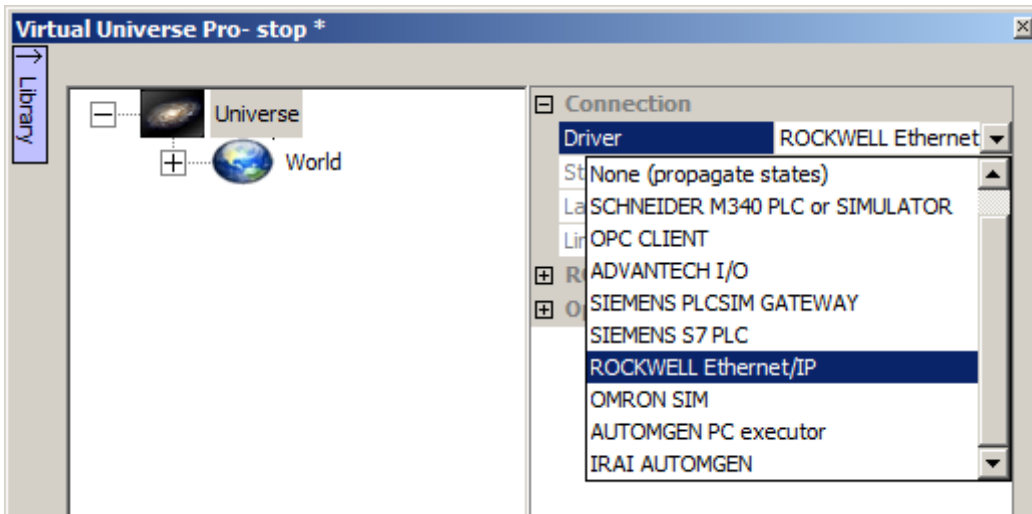 Virtual Universe Pro- stop *
↑ Library
Universe
World
Connection
Driver ROCKWELL Ethernet
St
La
Lin
R
Op
None (propagate states)
SCHNEIDER M340 PLC or SIMULATOR
OPC CLIENT
ADVANTECH I/O
SIEMENS PLCSIM GATEWAY
SIEMENS S7 PLC
ROCKWELL Ethernet/IP
OMRON SIM
AUTOMGEN PC executor
IRAI AUTOMGEN